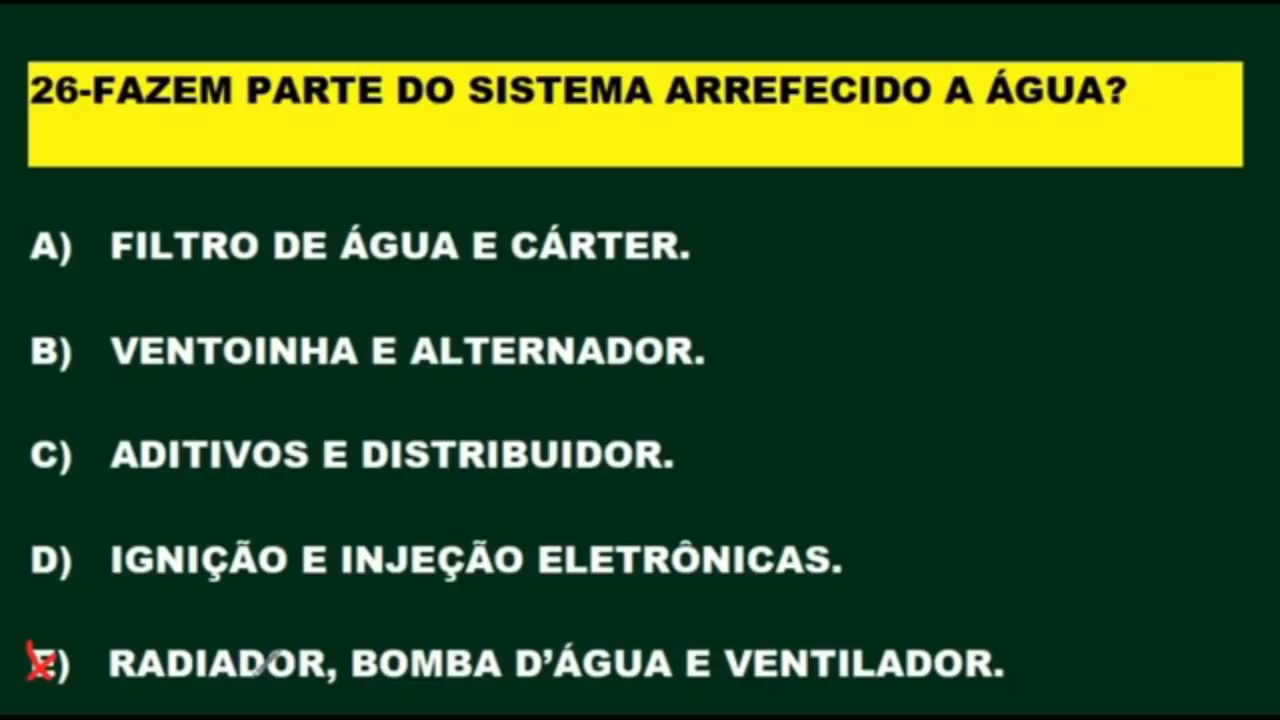 26-FAZEM PARTE DO SISTEMA ARREFECIDO A ÁGUA?
A) FILTRO DE ÁGUA E CÁRTER.
B) VENTOINHA E ALTERNADOR.
C) ADITIVOS E DISTRIBUIDOR.
D) IGNIÇÃO E INJEÇÃO ELETRÔNICAS.
E) RADIADOR, BOMBA D’ÁGUA E VENTILADOR.